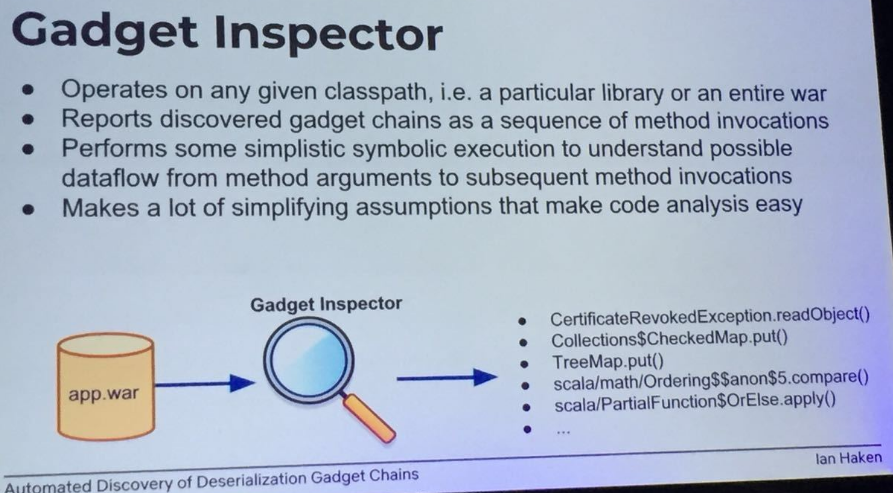 Gadget Inspector
● Operates on any given classpath, i.e. a particular library or an entire war
● Reports discovered gadget chains as a sequence of method invocations
● Performs some simplistic symbolic execution to understand possible
dataflow from method arguments to subsequent method invocations
● Makes a lot of simplifying assumptions that make code analysis easy
Gadget Inspector
app.war
● CertificateRevokedException.readObject()
● Collections$CheckedMap.put()
● TreeMap.put()
● scala/math/Ordering$$anon$5.compare()
● scala/PartialFunction$OrElse.apply()
● ...
Automated Discovery of Deserialization Gadget Chains
Ian Haken